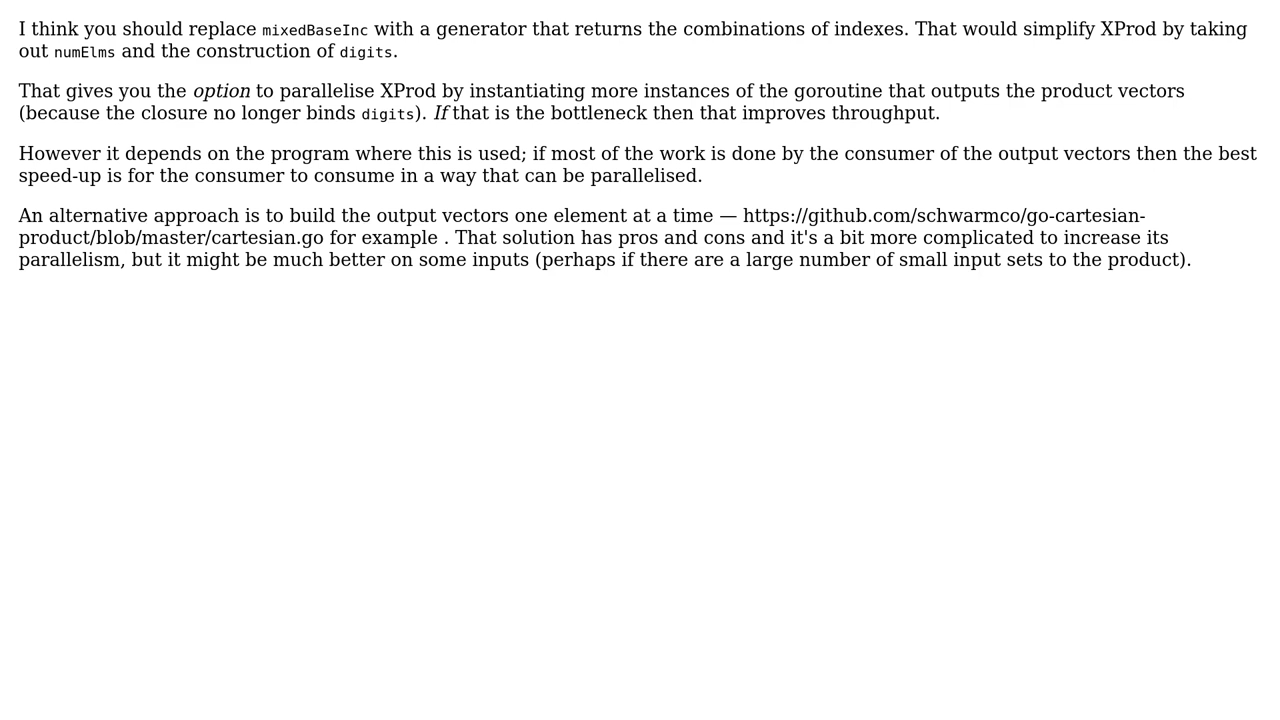 I think you should replace mixedBaseInc with a generator that returns the combinations of indexes. That would simplify XProd by taking
out numElms and the construction of digits.
That gives you the option to parallelise XProd by instantiating more instances of the goroutine that outputs the product vectors
(because the closure no longer binds digits). If that is the bottleneck then that improves throughput.
However it depends on the program where this is used; if most of the work is done by the consumer of the output vectors then the best
speed-up is for the consumer to consume in a way that can be parallelised.
An alternative approach is to build the output vectors one element at a time — https://github.com/schwarmco/go-cartesian-
product/blob/master/cartesian.go for example . That solution has pros and cons and it's a bit more complicated to increase its
parallelism, but it might be much better on some inputs (perhaps if there are a large number of small input sets to the product).